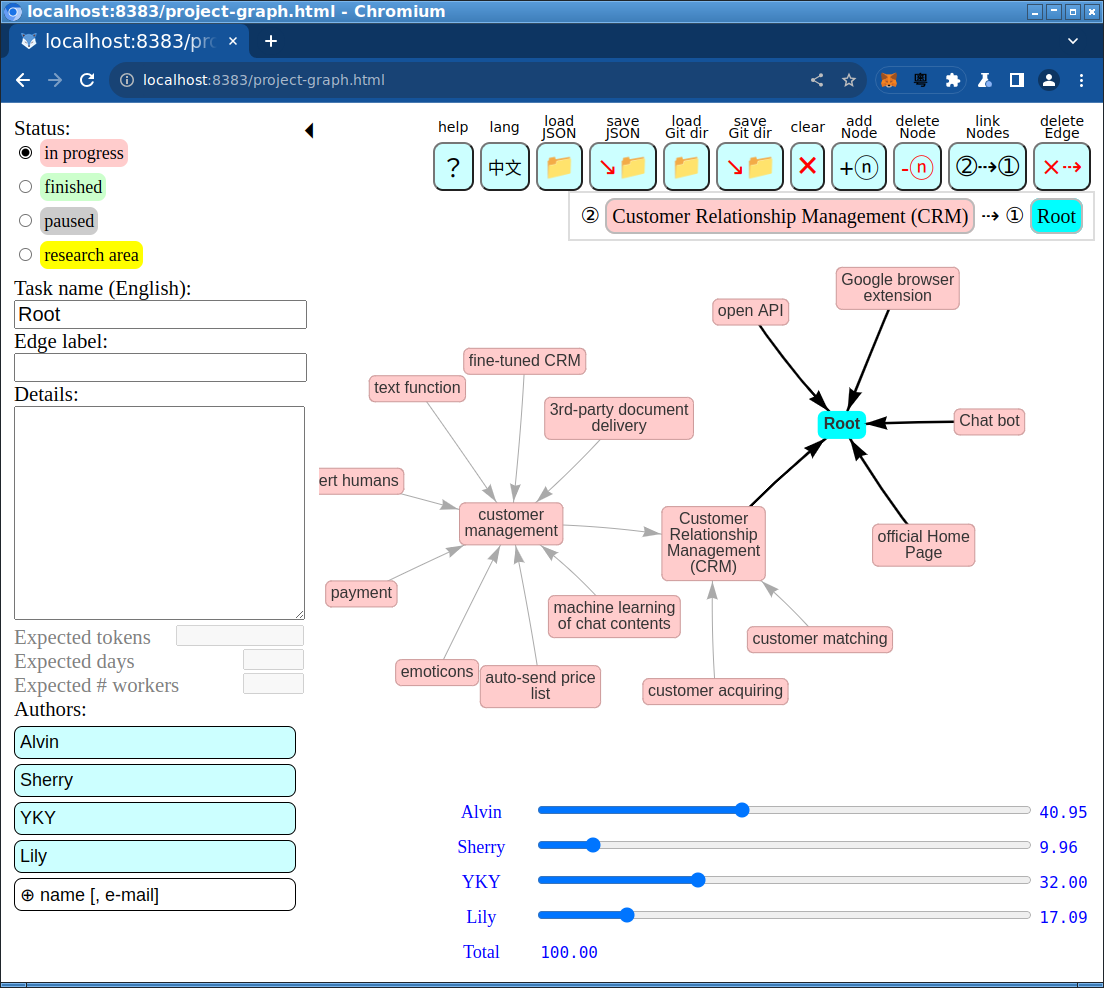 localhost:8383/project-graph.html - Chromium
localhost:8383/pro
localhost:8383/project-graph.html
Status:
in progress
finished
paused
research area
Task name (English):
Root
Edge label:
Details:
Expected tokens
Expected days
Expected # workers
Authors:
Alvin
Sherry
YKY
Lily
⊕ name [, e-mail]
help
lang
load
JSON
save
JSON
load
Git dir
save
Git dir
clear
add
Node
delete
Node
link
Nodes
delete
Edge
?
中文
+ⓝ
-ⓝ
②⇢①
×⇢
② Customer Relationship Management (CRM) ⇢ ① Root
Google browser
extension
open API
fine-tuned CRM
text function
3rd-party document
delivery
Root
Chat bot
ert humans
customer
management
Customer
Relationship
Management
(CRM)
official Home
Page
payment
machine learning
of chat contents
customer matching
emoticons
auto-send price
list
customer acquiring
Alvin 40.95
Sherry 9.96
YKY 32.00
Lily 17.09
Total 100.00